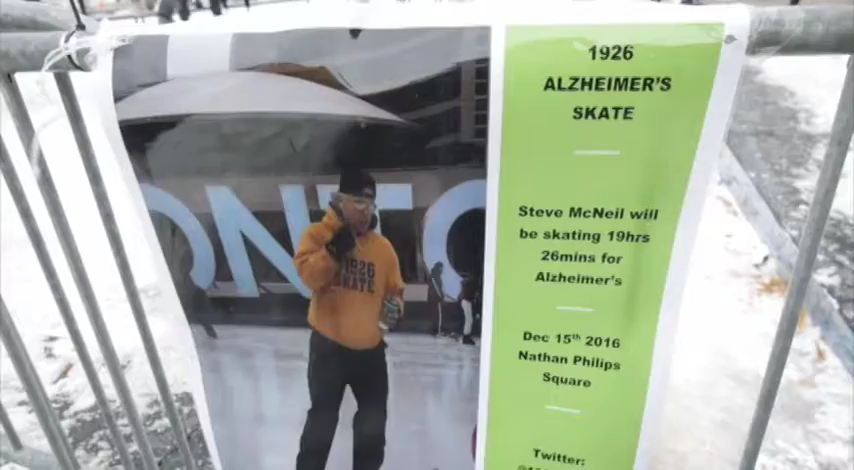 1926
ALZHEIMER'S
SKATE
Steve McNeil will
be skating 19hrs
26mins for
Alzheimer's
Dec 15th 2016
Nathan Philips
Square
Twitter:
ONTO
1926
SKATE